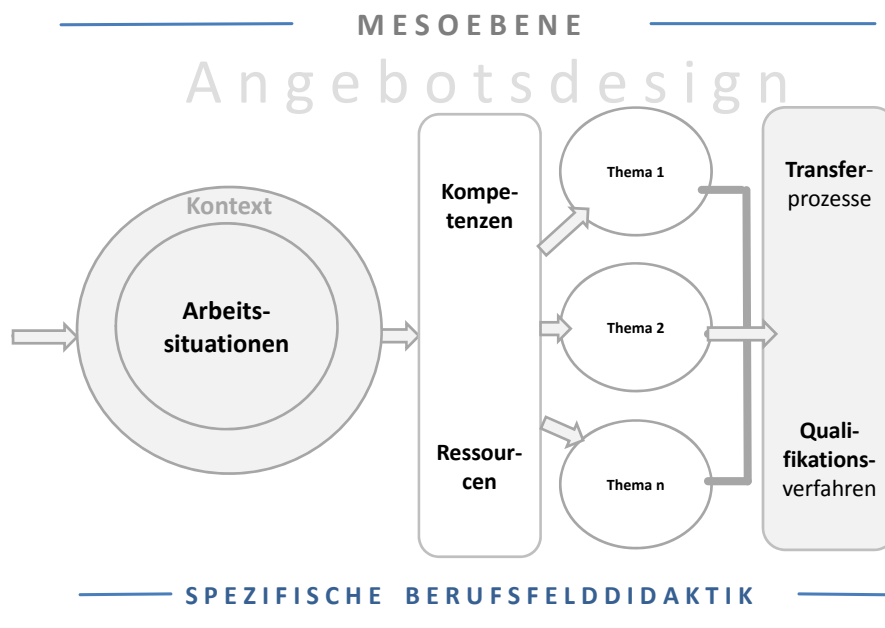 MESOEBENE
Angebotsdesign
Kontext
Arbeits-
situationen
Kompe-
tenzen
Ressour-
cen
Thema 1
Thema 2
Thema n
Transfer-
prozesse
Quali-
fikations-
verfahren
SPEZIFISCHE BERUFSFELDDIDAKTIK